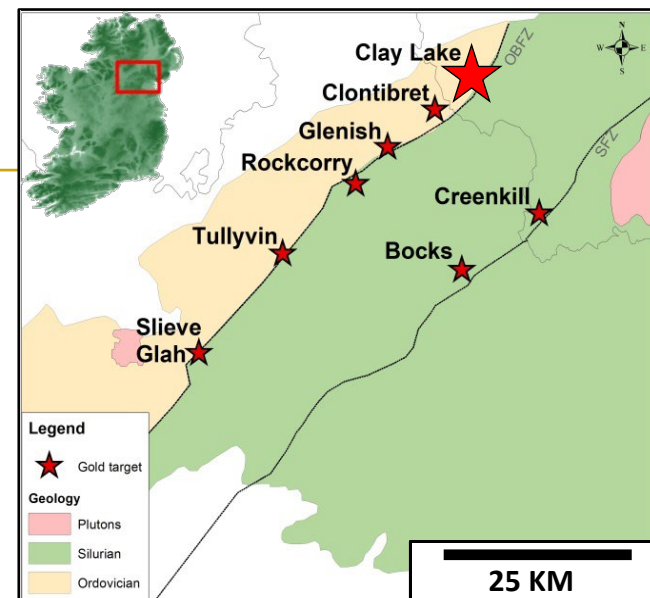 N
W E
S
Clay Lake
OBFZ
Clontibret
Glenish
Rockcorry
SFZ
Creenkill
Tullyvin
Bocks
Slieve
Glah
Legend
Gold target
Geology
Plutons
Silurian
Ordovician
25 KM